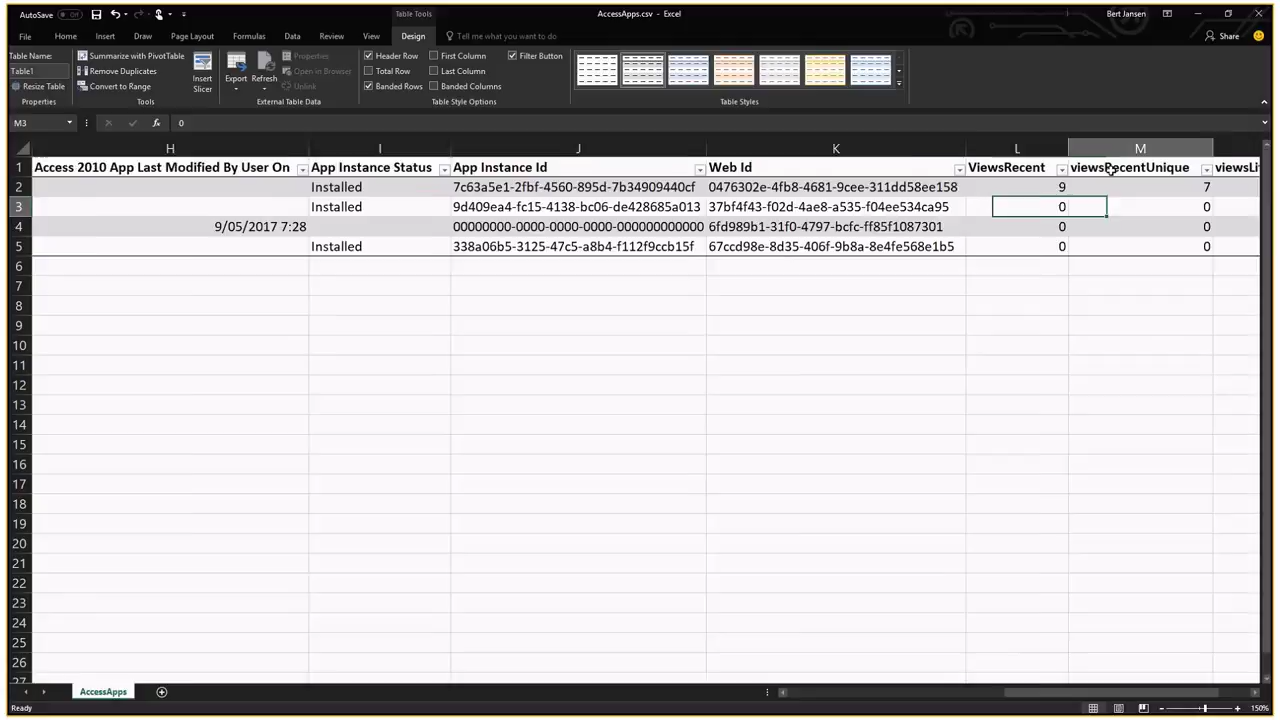 AutoSave Off
AccessApps.csv - Excel
Table Tools
Bert Jansen
File Home Insert Draw Page Layout Formulas Data Review View Design Tell me what you want to do Share
Table Name:
Table1
Resize Table
Properties
Summarize with PivotTable
Remove Duplicates
Convert to Range
Insert Slicer
Tools
Export Refresh
Properties
Open in Browser
Unlink
External Table Data
Header Row First Column Filter Button
Total Row Last Column
Banded Rows Banded Columns
Table Style Options
Table Styles
M3 fx 0
H I J K L M
1 Access 2010 App Last Modified By User On App Instance Status App Instance Id Web Id ViewsRecent viewsRecentUnique viewsLi
2 Installed 7c63a5e1-2fbf-4560-895d-7b34909440cf 0476302e-4fb8-4681-9cee-311dd58ee158 9 7
3 Installed 9d409ea4-fc15-4138-bc06-de428685a013 37bf4f43-f02d-4ae8-a535-f04ee534ca95 0 0
4 9/05/2017 7:28 00000000-0000-0000-0000-000000000000 6fd989b1-31f0-4797-bcfc-ff85f1087301 0 0
5 Installed 338a06b5-3125-47c5-a8b4-f112f9ccb15f 67ccd98e-8d35-406f-9b8a-8e4fe568e1b5 0 0
6
7
8
9
10
11
12
13
14
15
16
17
18
19
20
21
22
23
24
25
26
27
AccessApps
Ready
150%